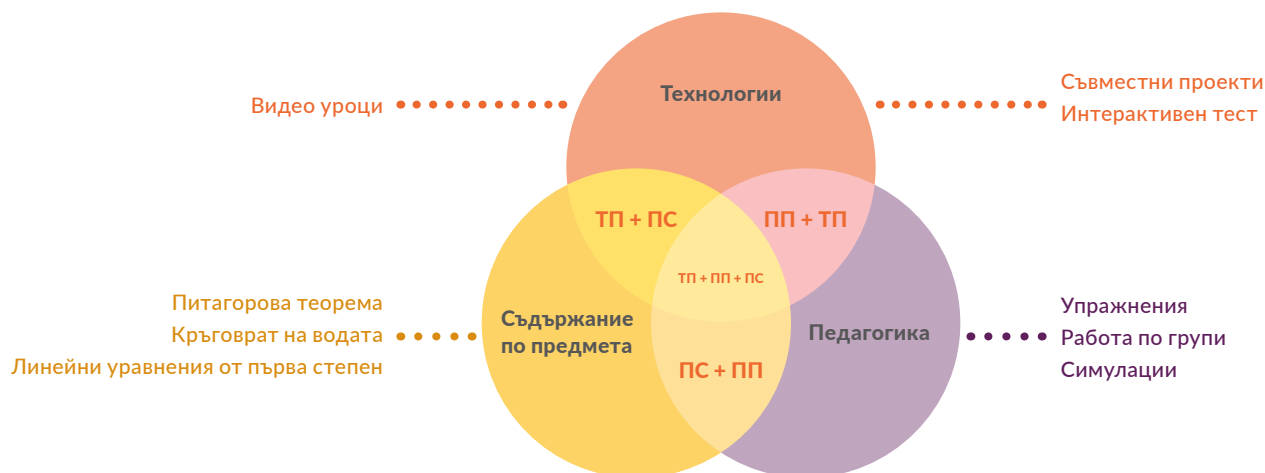 Технологии
Видео уроци
Съвместни проекти
Интерактивен тест
ТП + ПС
ПП + ТП
ТП + ПП + ПС
Питагорова теорема
Кръговрат на водата
Линейни уравнения от първа степен
Съдържание
по предмета
Педагогика
Упражнения
Работа по групи
Симулации
ПС + ПП